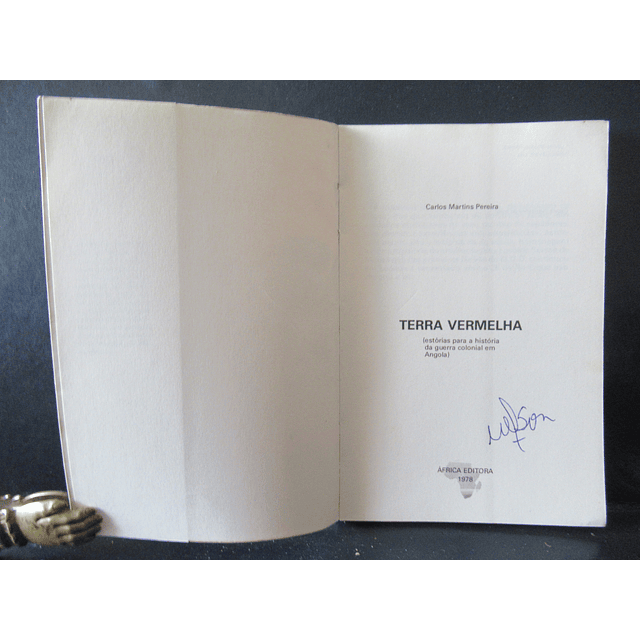 Carlos Martins Pereira
TERRA VERMELHA
(estórias para a história
da guerra colonial em
Angola)
ÁFRICA EDITORA
1978